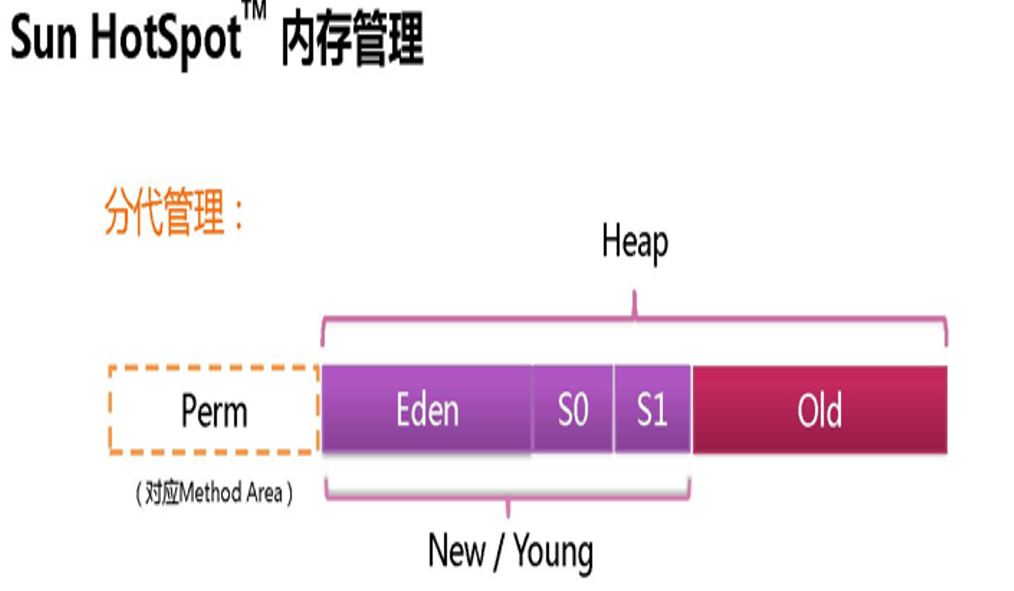 Sun HotSpot™ 内存管理
分代管理：
Heap
Perm Eden S0 S1 Old
（对应Method Area）
New / Young